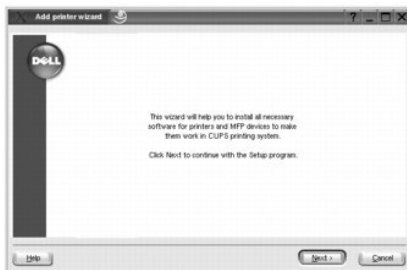 Add printer wizard
DELL
This wizard will help you to install all necessary
software for printers and MFP devices to make
them work in CUPS printing system.
Click Next to continue with the Setup program.
Help
Next >
Cancel